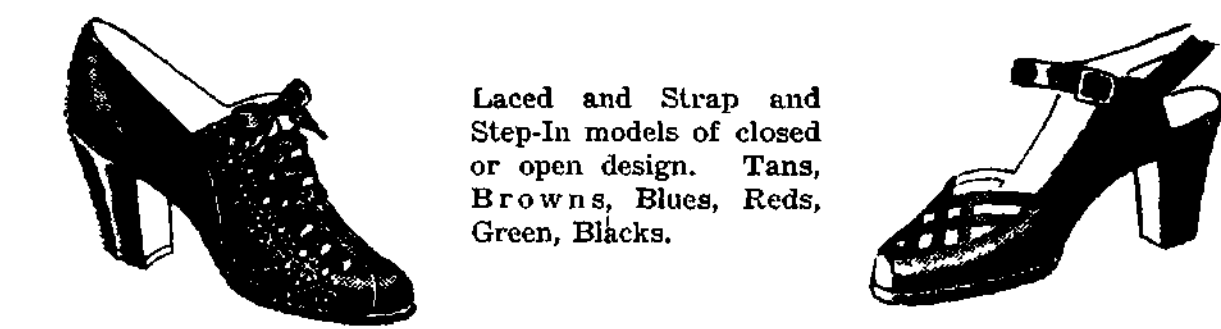 Laced and Strap and
Step-In models of closed
or open design. Tans,
Browns, Blues, Reds,
Green, Blacks.